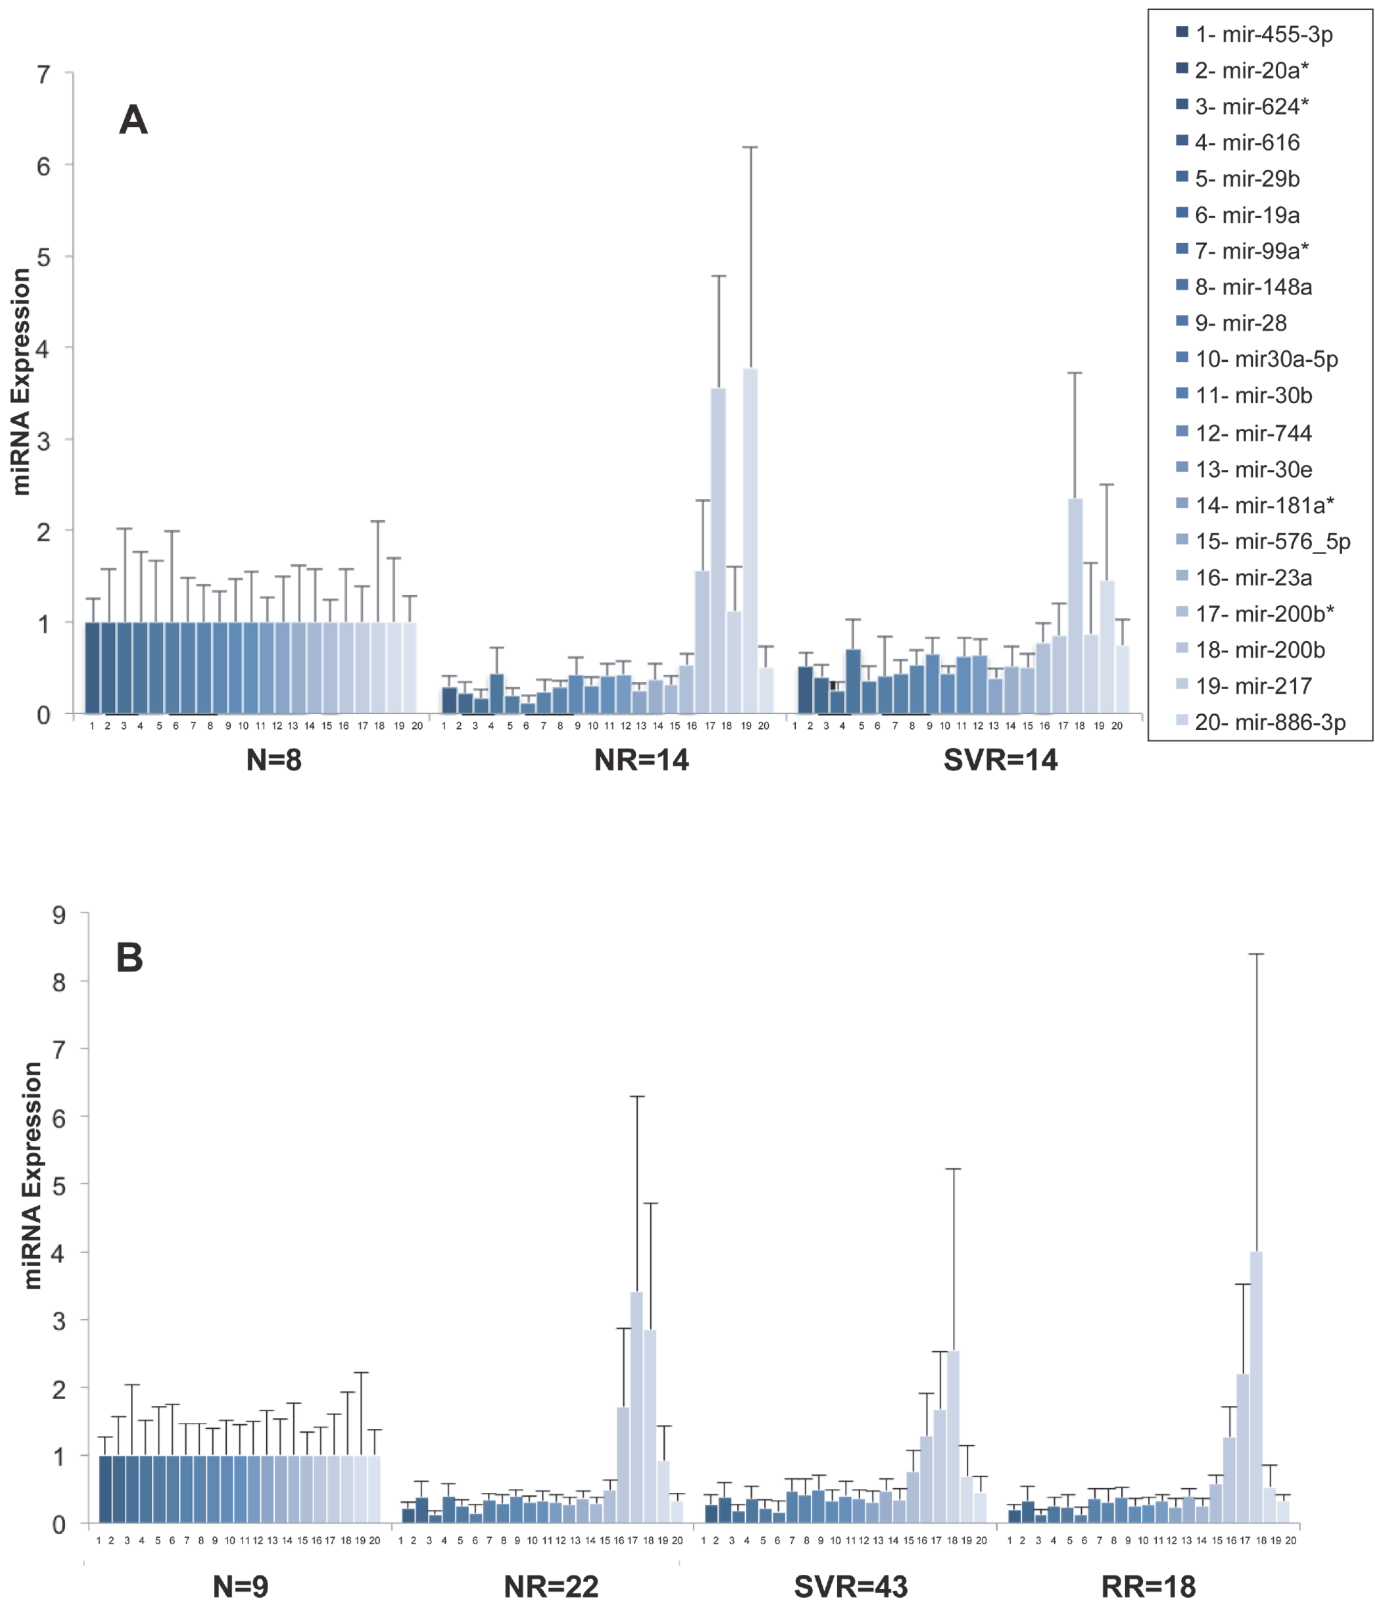 1- mir-455-3p
2- mir-20a*
3- mir-624*
4- mir-616
5- mir-29b
6- mir-19a
7- mir-99a*
8- mir-148a
9- mir-28
10- mir30a-5p
11- mir-30b
12- mir-744
13- mir-30e
14- mir-181a*
15- mir-576_5p
16- mir-23a
17- mir-200b*
18- mir-200b
19- mir-217
20- mir-886-3p
A
miRNA Expression
7
6
5
4
3
2
1
0
1 2 3 4 5 6 7 8 9 10 11 12 13 14 15 16 17 18 19 20 1 2 3 4 5 6 7 8 9 10 11 12 13 14 15 16 17 18 19 20 1 2 3 4 5 6 7 8 9 10 11 12 13 14 15 16 17 18 19 20
N=8 NR=14 SVR=14
B
miRNA Expression
9
8
7
6
5
4
3
2
1
0
1 2 3 4 5 6 7 8 9 10 11 12 13 14 15 16 17 18 19 20 1 2 3 4 5 6 7 8 9 10 11 12 13 14 15 16 17 18 19 20 1 2 3 4 5 6 7 8 9 10 11 12 13 14 15 16 17 18 19 20 1 2 3 4 5 6 7 8 9 10 11 12 13 14 15 16 17 18 19 20
N=9 NR=22 SVR=43 RR=18